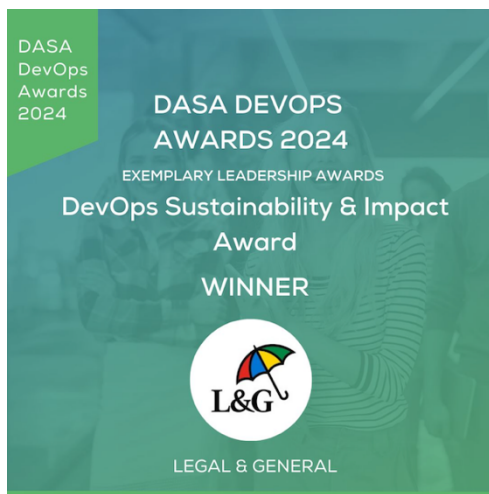 DASA
DevOps
Awards
2024
DASA DEVOPS
AWARDS 2024
EXEMPLARY LEADERSHIP AWARDS
DevOps Sustainability & Impact
Award
WINNER
L&G
LEGAL & GENERAL